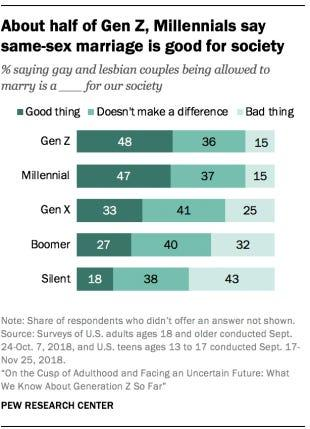 About half of Gen Z, Millennials say
same-sex marriage is good for society
% saying gay and lesbian couples being allowed to
marry is a ____ for our society
Good thing Doesn't make a difference Bad thing
Gen Z 48 36 15
Millennial 47 37 15
Gen X 33 41 25
Boomer 27 40 32
Silent 18 38 43
Note: Share of respondents who didn't offer an answer not shown.
Source: Surveys of U.S. adults ages 18 and older conducted Sept.
24-Oct. 7, 2018, and U.S. teens ages 13 to 17 conducted Sept. 17-
Nov 25, 2018.
"On the Cusp of Adulthood and Facing an Uncertain Future: What
We Know About Generation Z So Far"
PEW RESEARCH CENTER